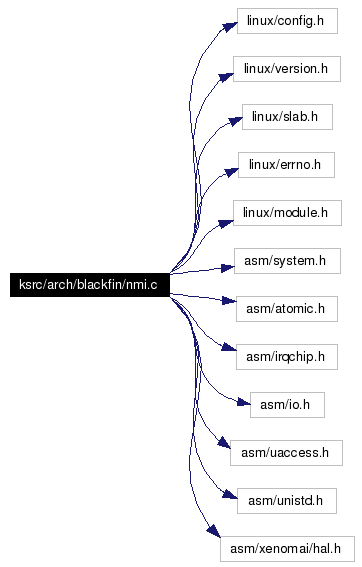 linux/config.h
linux/version.h
linux/slab.h
linux/errno.h
linux/module.h
asm/system.h
ksrc/arch/blackfin/nmi.c
asm/atomic.h
asm/irqchip.h
asm/io.h
asm/uaccess.h
asm/unistd.h
asm/xenomai/hal.h